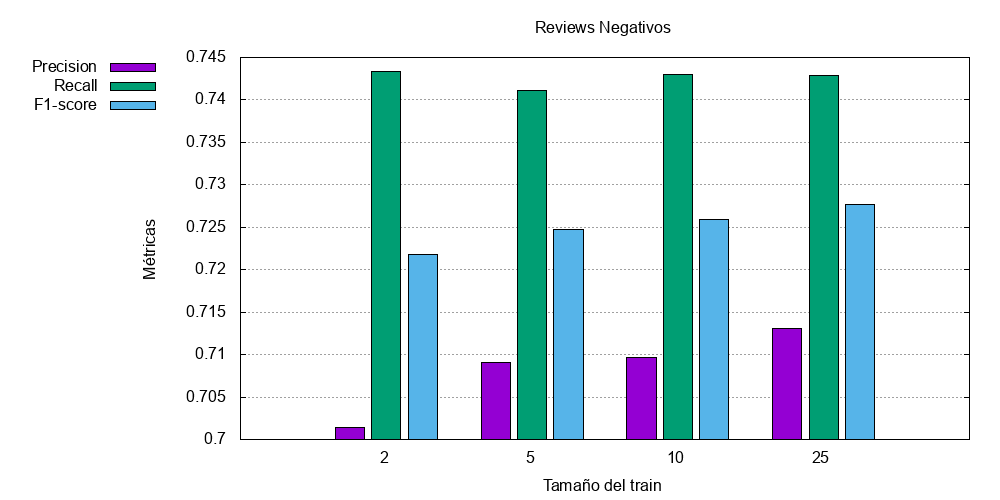 Reviews Negativos
Precision
Recall
F1-score
0.745
0.74
0.735
0.73
0.725
0.72
0.715
0.71
0.705
0.7
Métricas
2 5 10 25
Tamaño del train